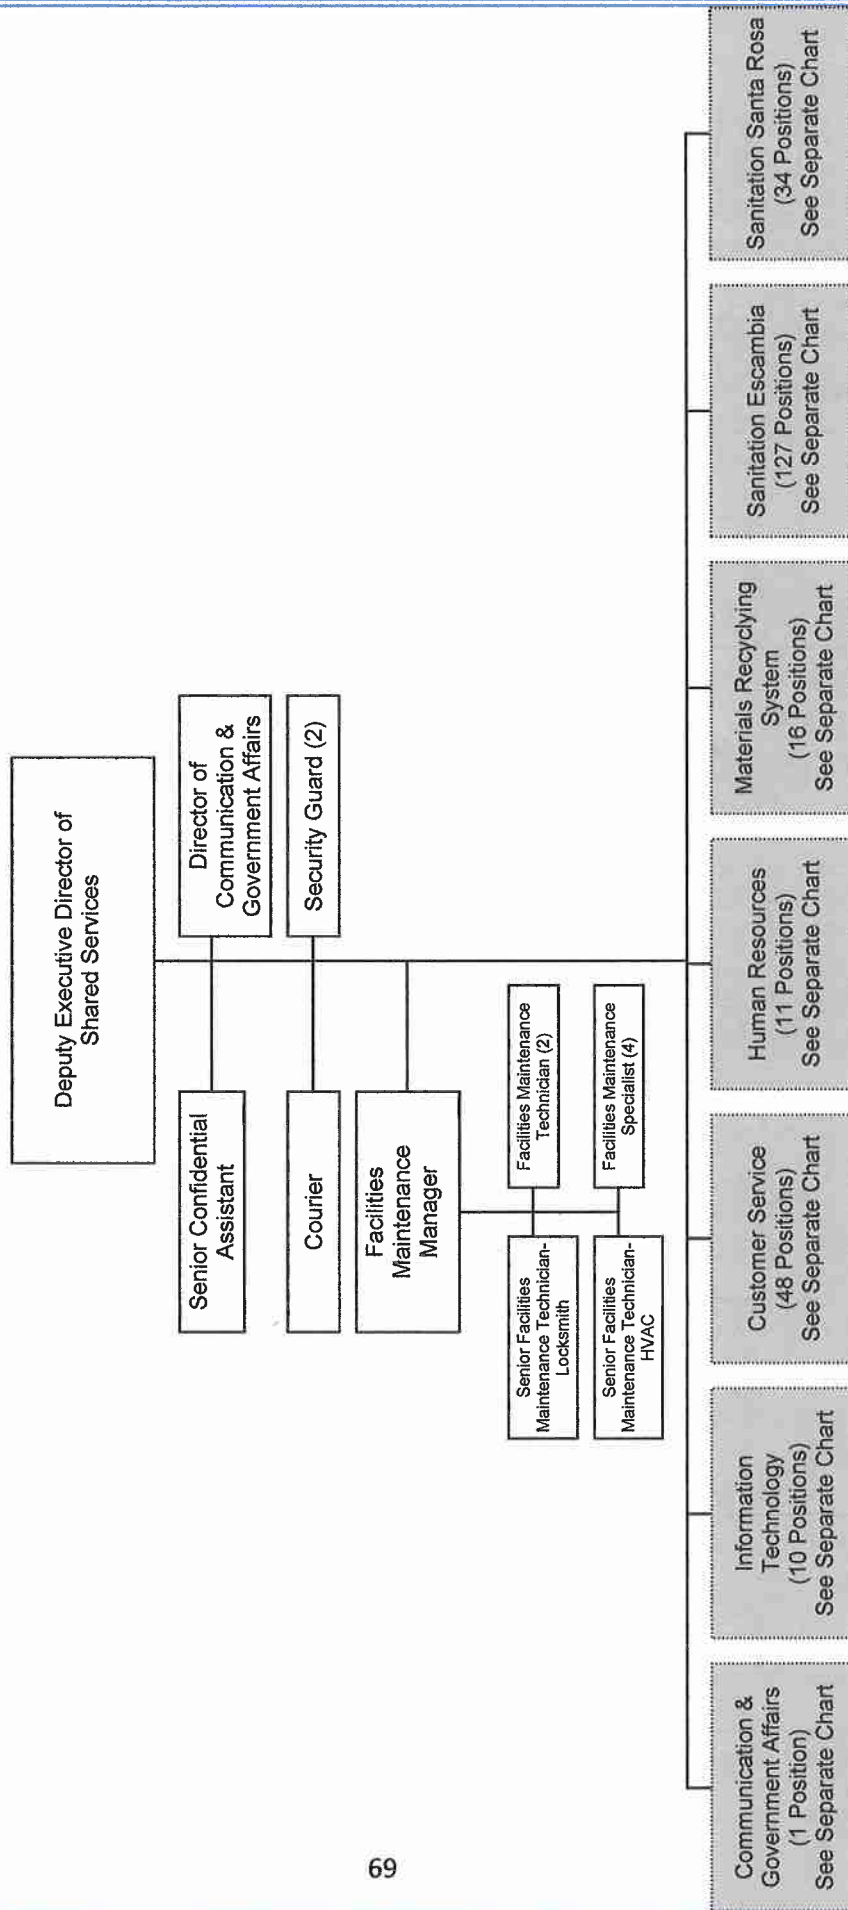 Deputy Executive Director of
Shared Services
Senior Confidential
Assistant
Director of
Communication &
Government Affairs
Courier
Security Guard (2)
Facilities
Maintenance
Manager
Senior Facilities
Maintenance Technician-
Locksmith
Facilities Maintenance
Technician (2)
Senior Facilities
Maintenance Technician-
HVAC
Facilities Maintenance
Specialist (4)
Communication &
Government Affairs
(1 Position)
See Separate Chart
Information
Technology
(10 Positions)
See Separate Chart
Customer Service
(48 Positions)
See Separate Chart
Human Resources
(11 Positions)
See Separate Chart
Materials Recyclying
System
(16 Positions)
See Separate Chart
Sanitation Escambia
(127 Positions)
See Separate Chart
Sanitation Santa Rosa
(34 Positions)
See Separate Chart
69